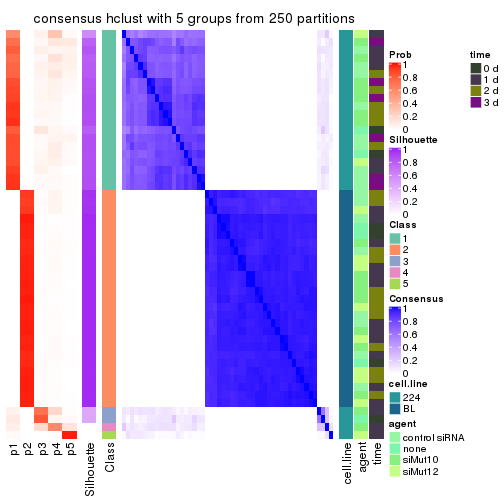 consensus hclust with 5 groups from 250 partitions
Prob
1
0.8
0.6
0.4
0.2
0
time
0 d
1 d
2 d
3 d
Silhouette
1
0.8
0.6
0.4
0.2
0
Class
1
2
3
4
5
Consensus
1
0.8
0.6
0.4
0.2
0
cell.line
224
BL
agent
control siRNA
none
siMut10
siMut12
p1
p2
p3
p4
p5
Silhouette
Class
cell.line
agent
time